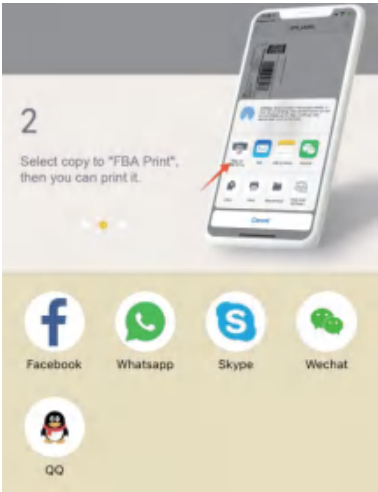 2
Select copy to "FBA Print",
then you can print it.
Cancel
Facebook
Whatsapp
Skype
Wechat
QQ